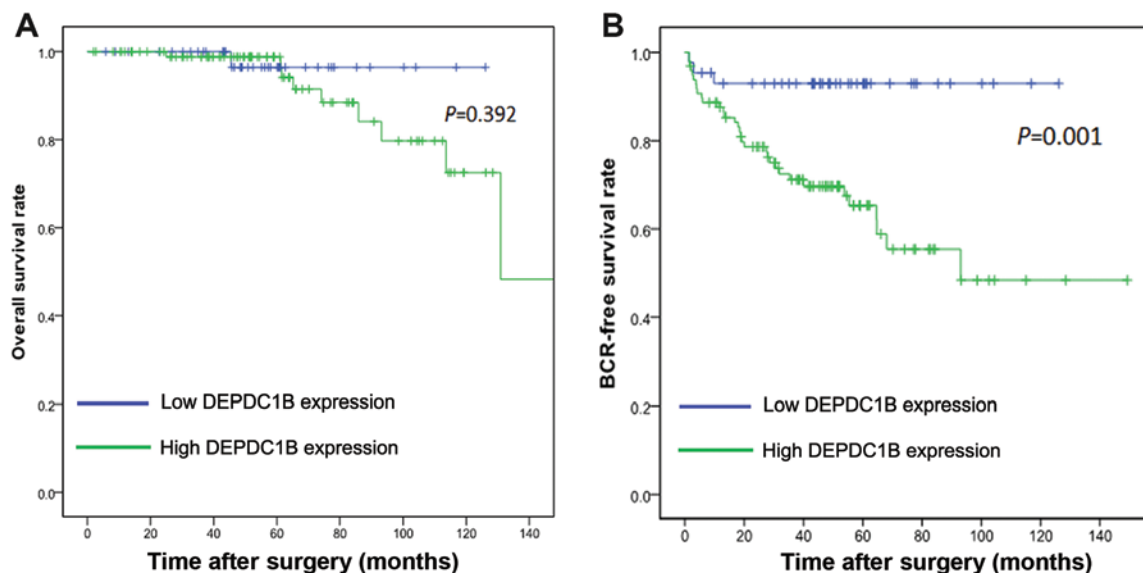 A
1.0
0.8
0.6
0.4
0.2
0.0
Overall survival rate
P=0.392
Low DEPDC1B expression
High DEPDC1B expression
0 20 40 60 80 100 120 140
Time after surgery (months)
B
1.0
0.8
0.6
0.4
0.2
0.0
BCR-free survival rate
P=0.001
Low DEPDC1B expression
High DEPDC1B expression
0 20 40 60 80 100 120 140
Time after surgery (months)